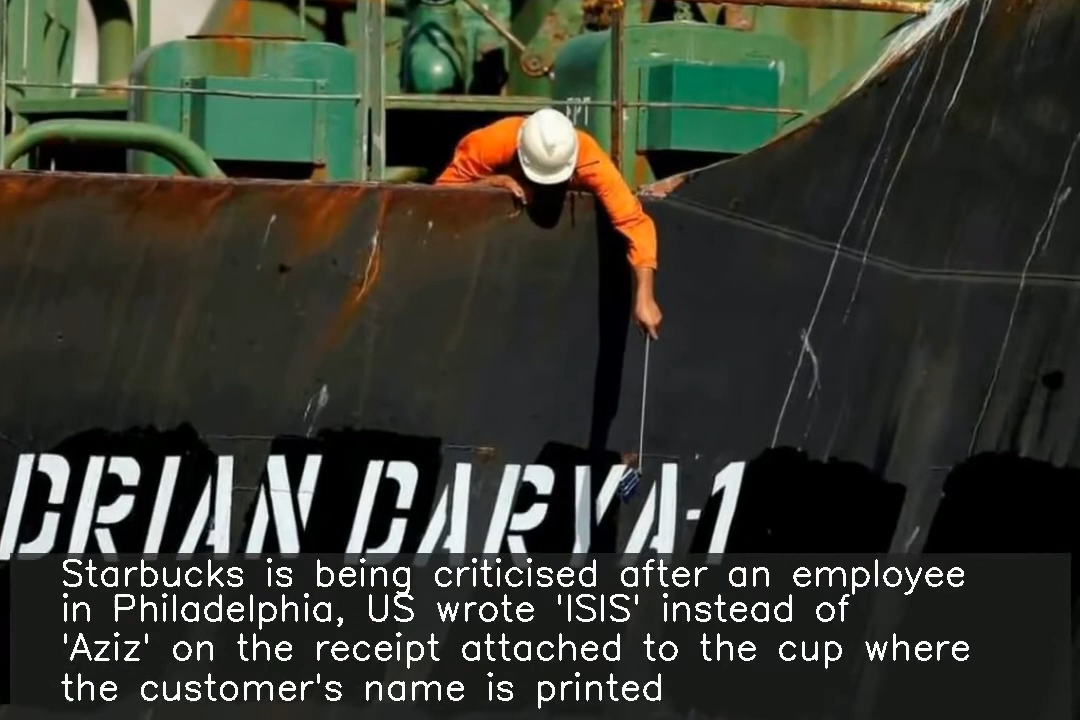 ADRIAN DARYA-1
Starbucks is being criticised after an employee
in Philadelphia, US wrote 'ISIS' instead of
'Aziz' on the receipt attached to the cup where
the customer's name is printed